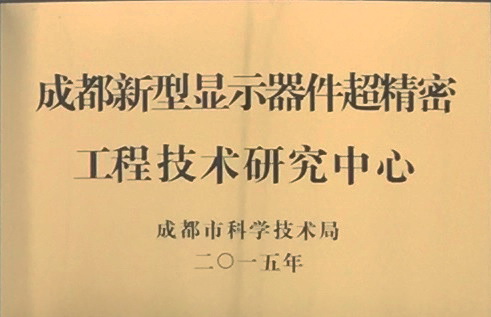 成都新型显示器件超精密
工程技术研究中心
成都市科学技术局
二〇一五年